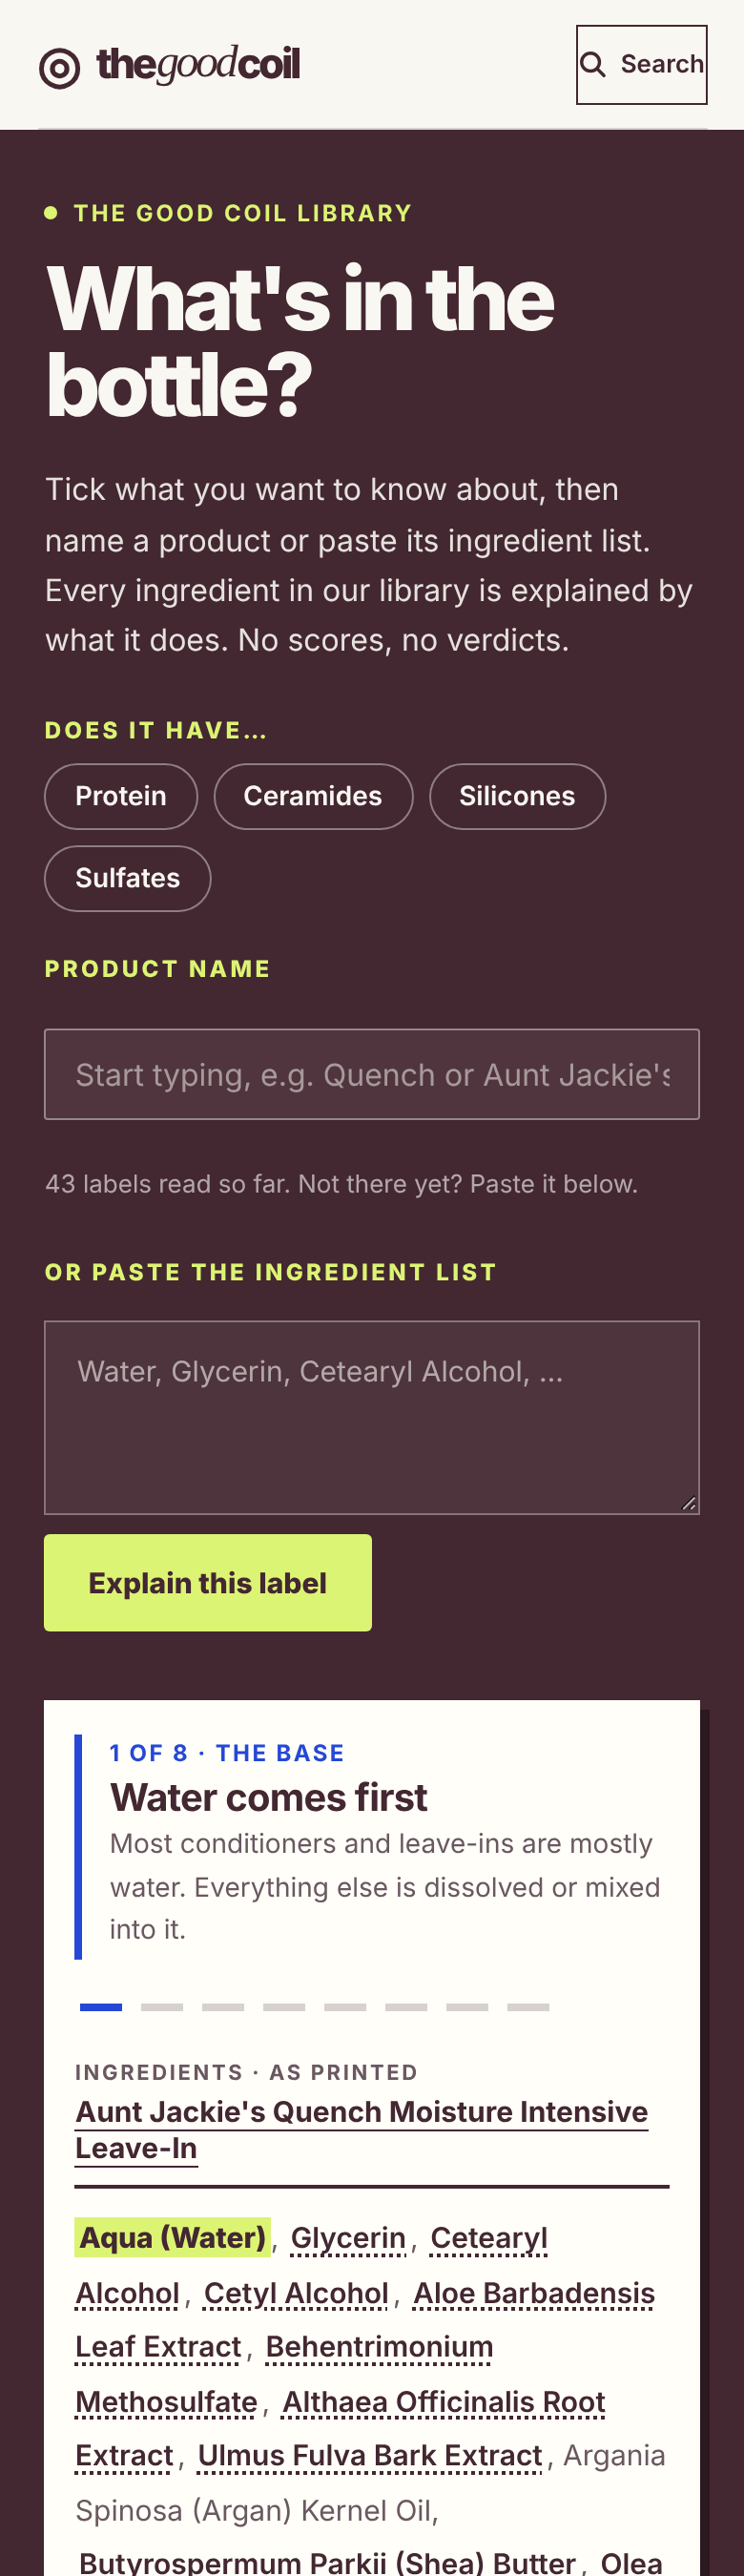 thegoodcoil
Search
THE GOOD COIL LIBRARY
What's in the
bottle?
Tick what you want to know about, then
name a product or paste its ingredient list.
Every ingredient in our library is explained by
what it does. No scores, no verdicts.
DOES IT HAVE...
Protein
Ceramides
Silicones
Sulfates
PRODUCT NAME
Start typing, e.g. Quench or Aunt Jackie's
43 labels read so far. Not there yet? Paste it below.
OR PASTE THE INGREDIENT LIST
Water, Glycerin, Cetearyl Alcohol, ...
Explain this label
1 OF 8 · THE BASE
Water comes first
Most conditioners and leave-ins are mostly
water. Everything else is dissolved or mixed
into it.
INGREDIENTS · AS PRINTED
Aunt Jackie's Quench Moisture Intensive
Leave-In
Aqua (Water), Glycerin, Cetearyl
Alcohol, Cetyl Alcohol, Aloe Barbadensis
Leaf Extract, Behentrimonium
Methosulfate, Althaea Officinalis Root
Extract, Ulmus Fulva Bark Extract, Argania
Spinosa (Argan) Kernel Oil,
Butyrospermum Parkii (Shea) Butter, Olea